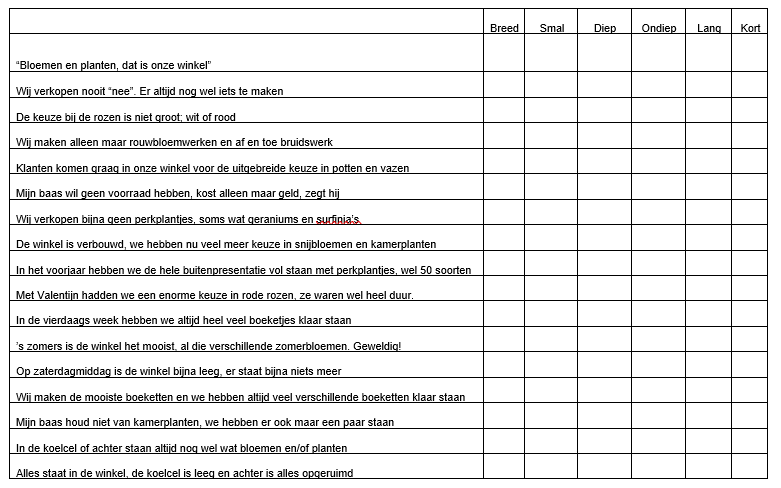 Breed Smal Diep Ondiep Lang Kort
“Bloemen en planten, dat is onze winkel”
Wij verkopen nooit “nee”. Er altijd nog wel iets te maken
De keuze bij de rozen is niet groot; wit of rood
Wij maken alleen maar rouwbloemwerken en af en toe bruidswerk
Klanten komen graag in onze winkel voor de uitgebreide keuze in potten en vazen
Mijn baas wil geen voorraad hebben, kost alleen maar geld, zegt hij
Wij verkopen bijna geen perkplantjes, soms wat geraniums en surfinia’s.
De winkel is verbouwd, we hebben nu veel meer keuze in snijbloemen en kamerplanten
In het voorjaar hebben we de hele buitenpresentatie vol staan met perkplantjes, wel 50 soorten
Met Valentijn hadden we een enorme keuze in rode rozen, ze waren wel heel duur.
In de vierdaags week hebben we altijd heel veel boeketjes klaar staan
’s zomers is de winkel het mooist, al die verschillende zomerbloemen. Geweldig!
Op zaterdagmiddag is de winkel bijna leeg, er staat bijna niets meer
Wij maken de mooiste boeketten en we hebben altijd veel verschillende boeketten klaar staan
Mijn baas houd niet van kamerplanten, we hebben er ook maar een paar staan
In de koelcel of achter staan altijd nog wel wat bloemen en/of planten
Alles staat in de winkel, de koelcel is leeg en achter is alles opgeruimd